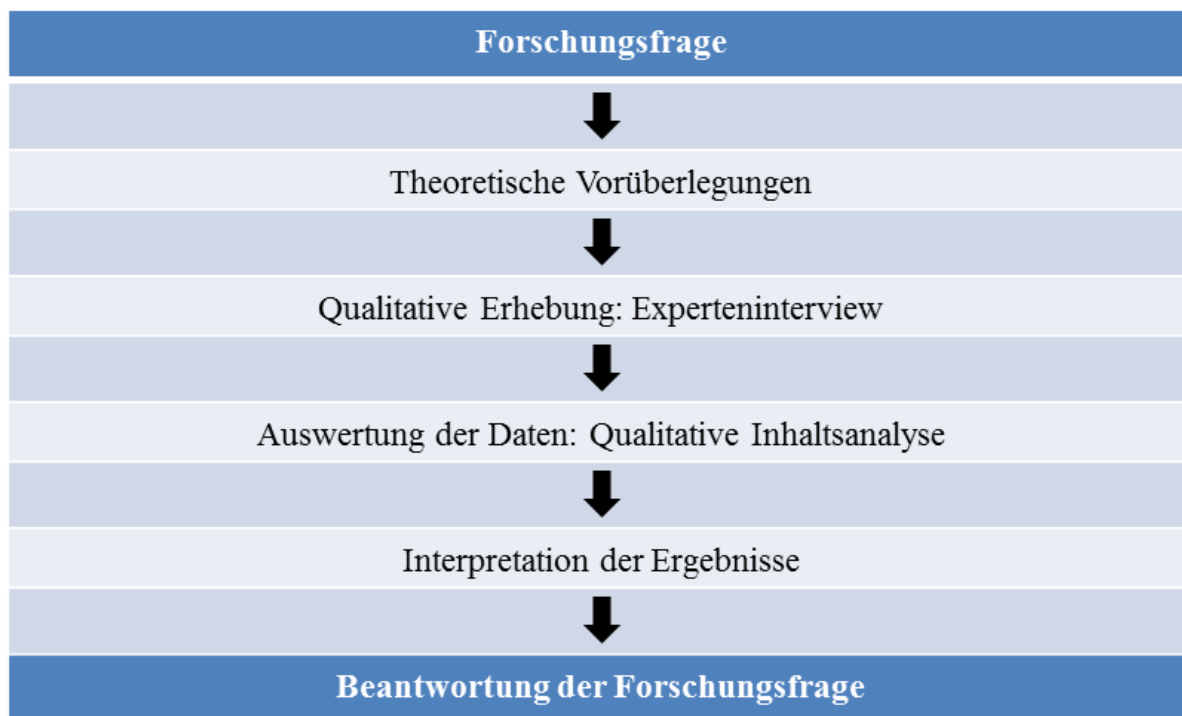 Forschungsfrage
Theoretische Vorüberlegungen
Qualitative Erhebung: Experteninterview
Auswertung der Daten: Qualitative Inhaltsanalyse
Interpretation der Ergebnisse
Beantwortung der Forschungsfrage